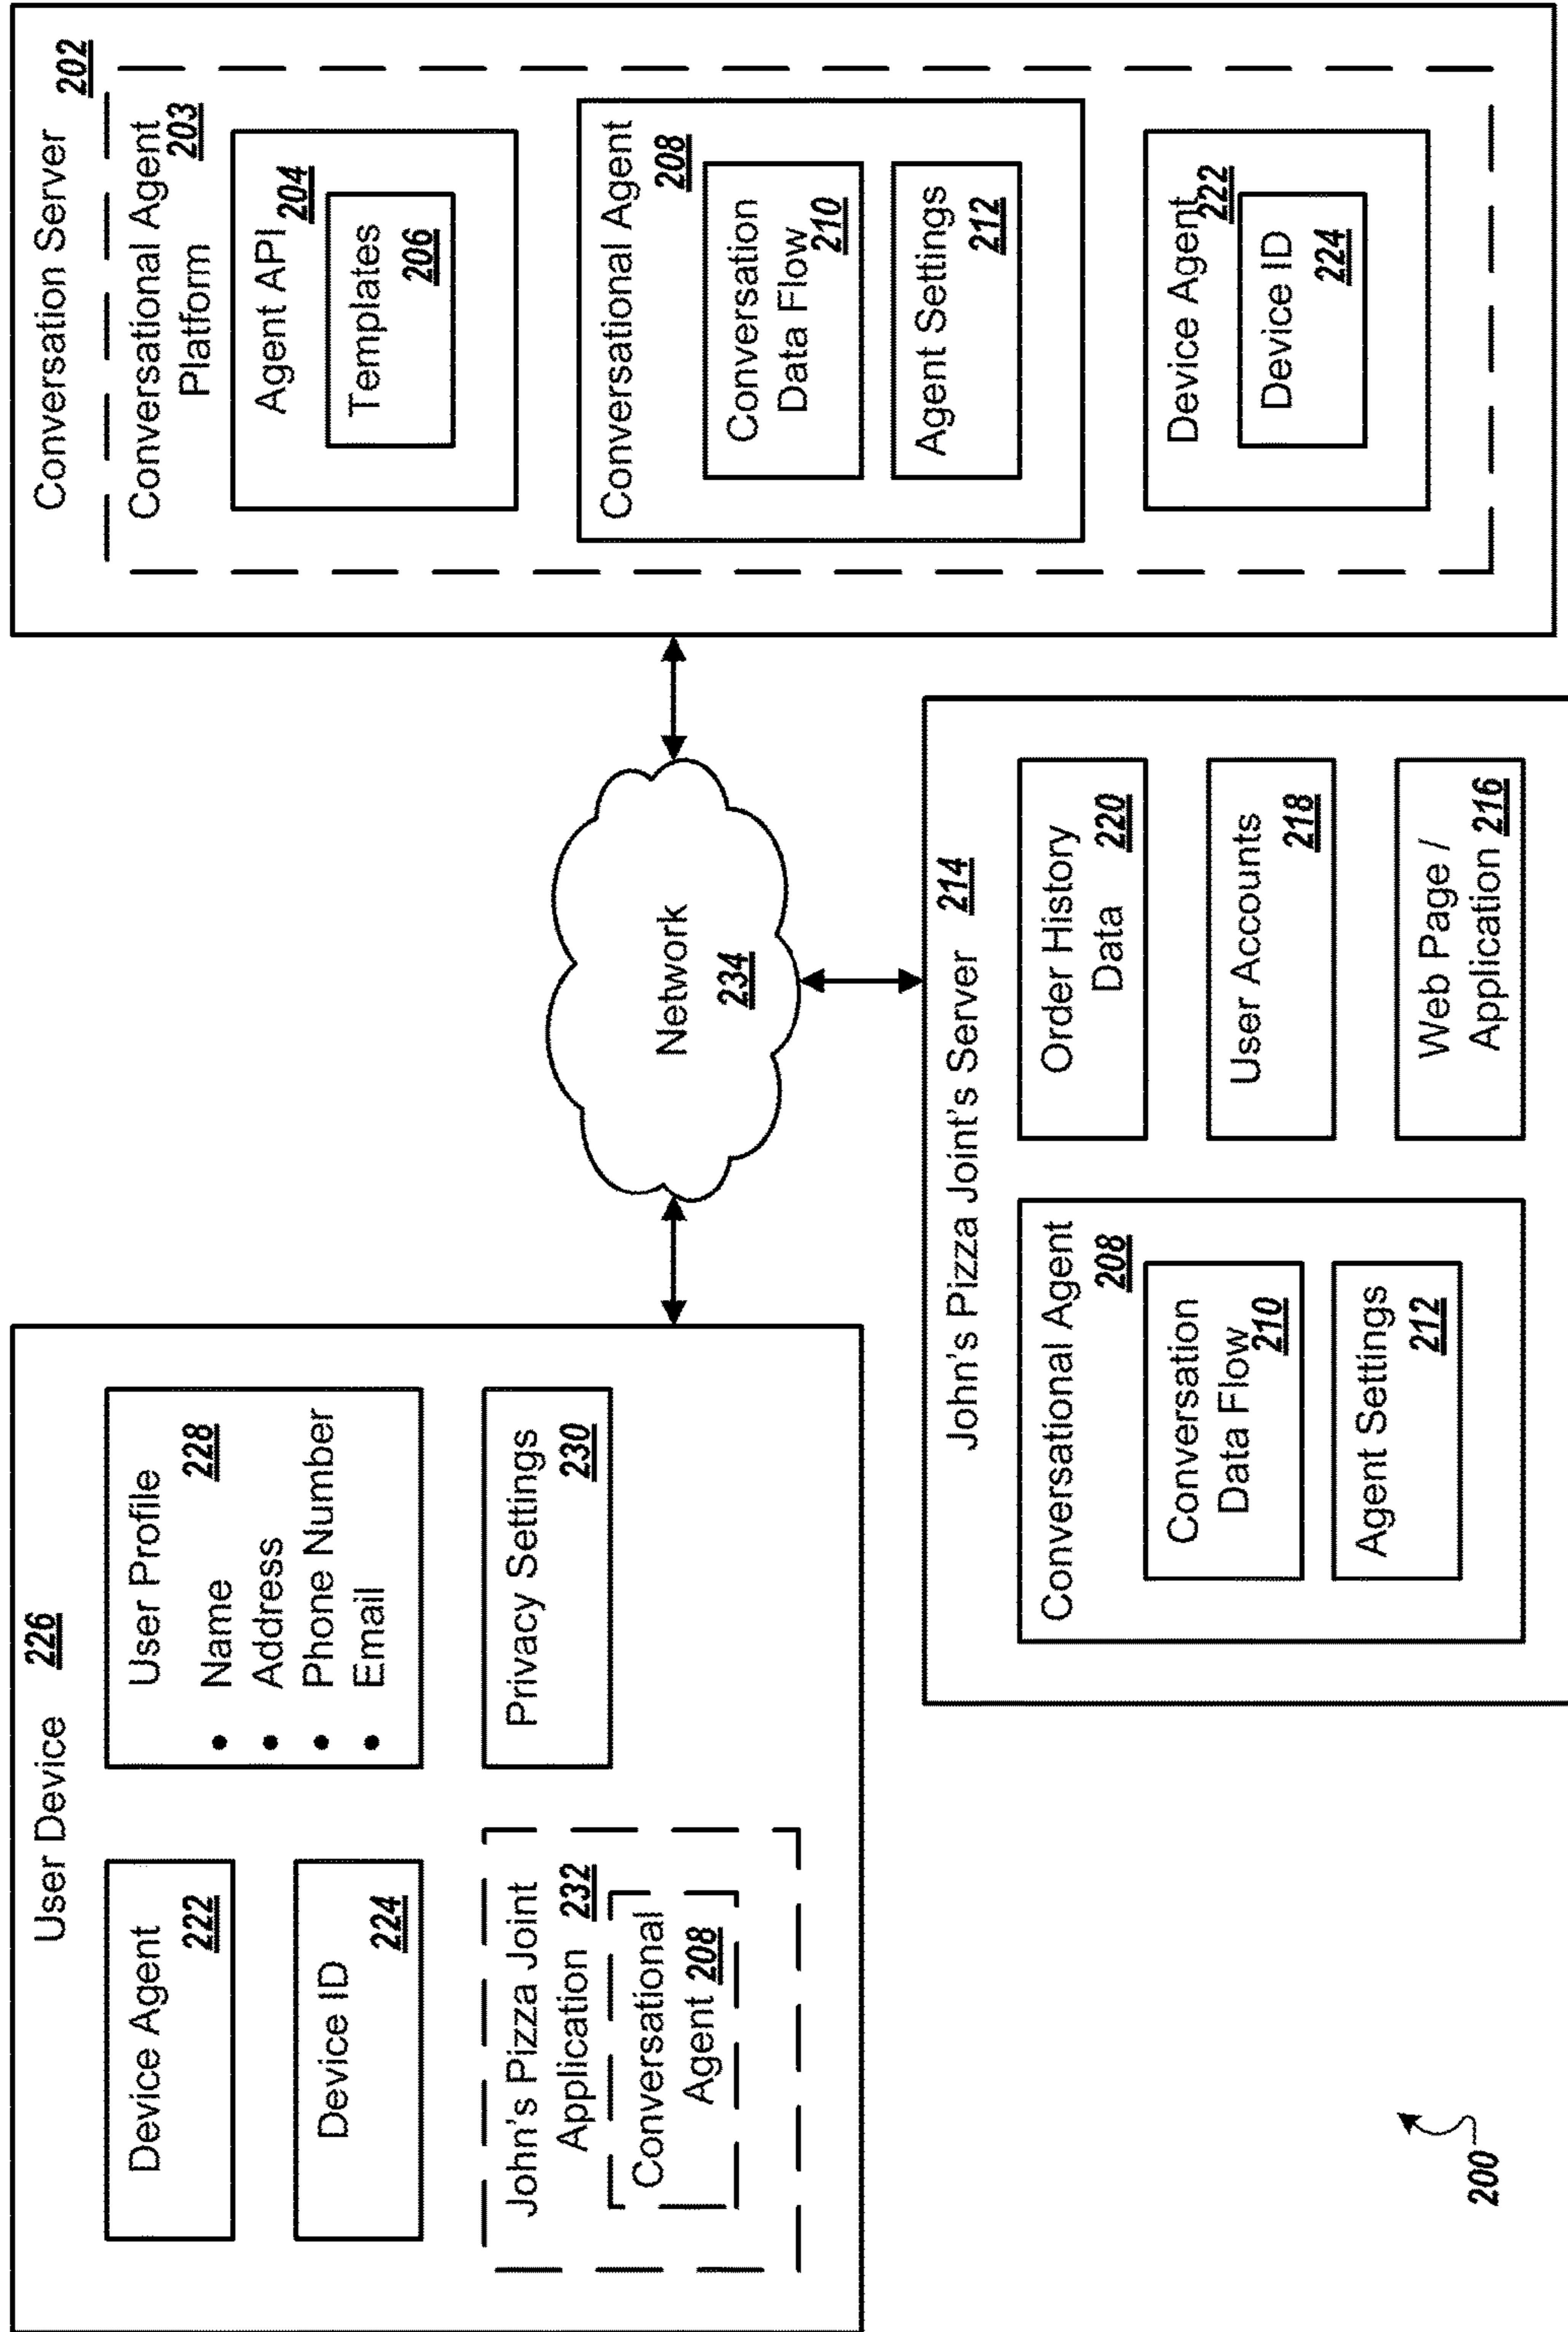 User Device 226
Device Agent
222
Device ID
224
John's Pizza Joint
Application 232
Conversational
Agent 208
User Profile
228
• Name
• Address
• Phone Number
• Email
Privacy Settings
230
Network
234
Conversation Server 202
Conversational Agent
Platform 203
Agent API 204
Templates
206
Conversational Agent
208
Conversation
Data Flow
210
Agent Settings
212
Device Agent 222
Device ID
224
John's Pizza Joint's Server 214
Conversational Agent
208
Conversation
Data Flow
210
Agent Settings
212
Order History
Data 220
User Accounts
218
Web Page /
Application 216
200